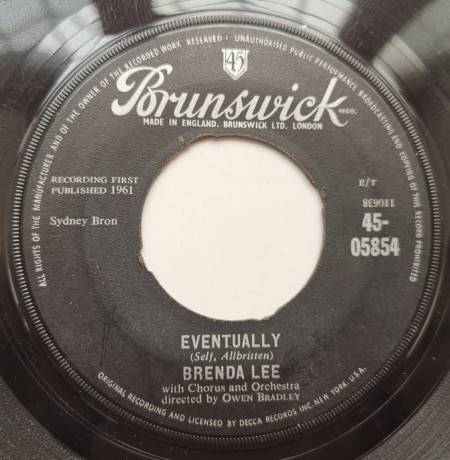 ALL RIGHTS OF THE MANUFACTURER AND OF THE OWNER OF THE RECORDED WORK RESERVED · UNAUTHORISED PUBLIC PERFORMANCE BROADCASTING AND COPYING OF THIS RECORD PROHIBITED
45
Brunswick
REGD.
MADE IN ENGLAND. BRUNSWICK LTD. LONDON
RECORDING FIRST
PUBLISHED 1961
E/T
Sydney Bron
45-
05854
EVENTUALLY
(Self, Allbritten)
BRENDA LEE
with Chorus and Orchestra
directed by OWEN BRADLEY
ORIGINAL RECORDING AND LICENSED BY DECCA RECORDS INC. NEW YORK, U.S.A.